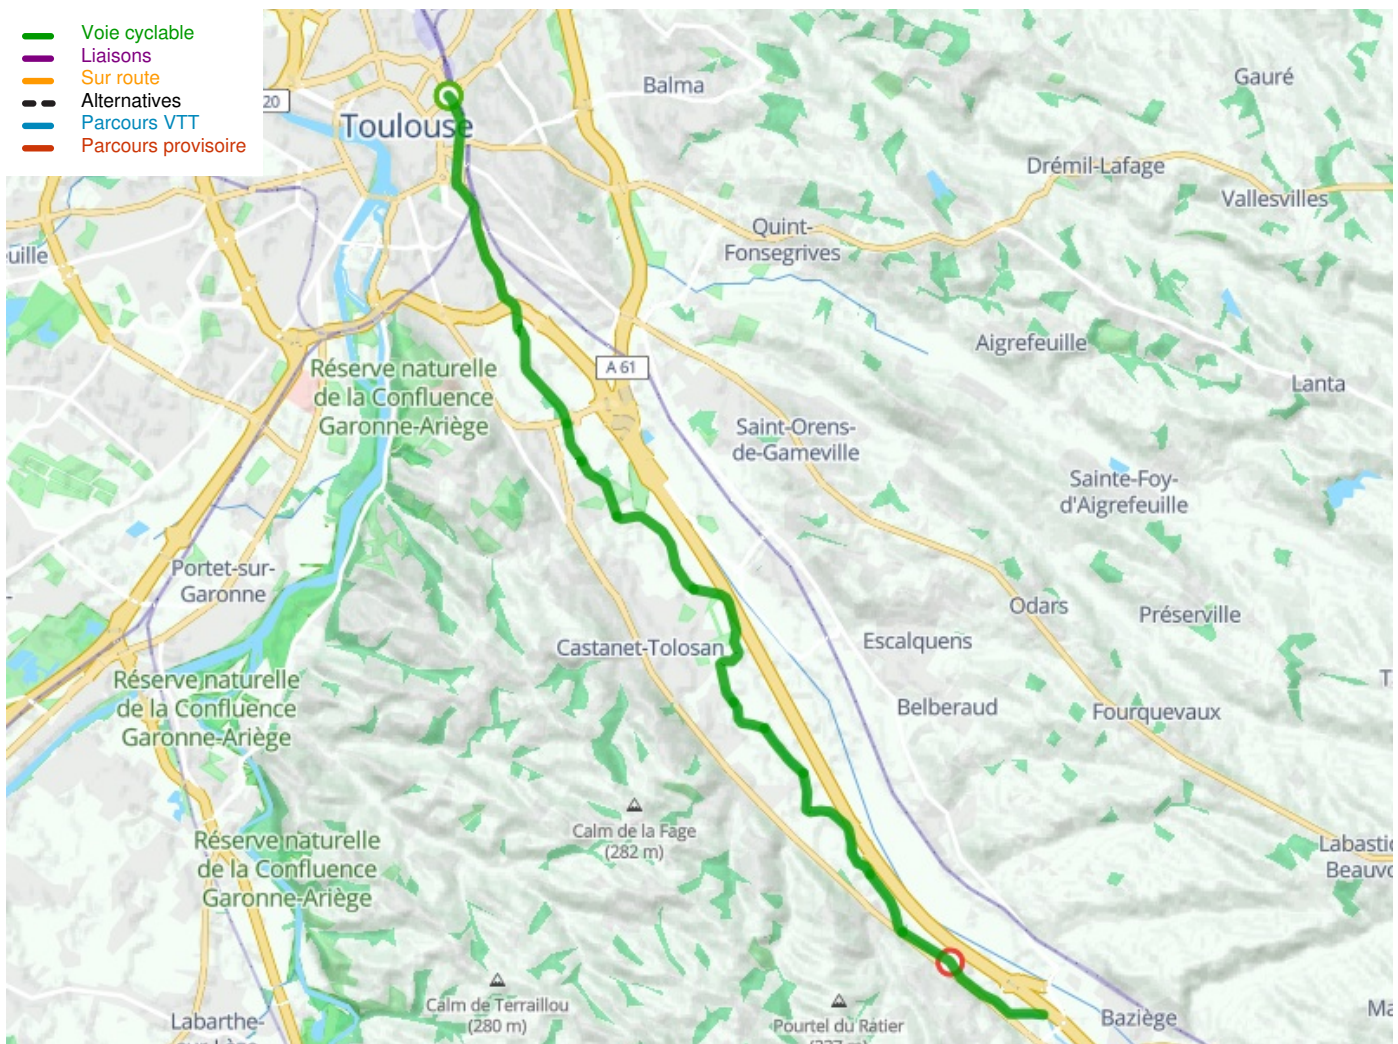 Voie cyclable
Liaisons
Sur route
Alternatives
Parcours VTT
Parcours provisoire
20
Toulouse
Balma
Gauré
Drémil-Lafage
Vallesvilles
Quint-
Fonsegrives
euille
Aigrefeuille
A 61
Lanta
Réserve naturelle
de la Confluence
Garonne-Ariège
Saint-Orens-
de-Gameville
Sainte-Foy-
d'Aigrefeuille
Portet-sur-
Garonne
Odars
Préserville
Castanet-Tolosan
Escalquens
Réserve naturelle
de la Confluence
Garonne-Ariège
Belberaud
Fourquevaux
Calm de la Fage
(282 m)
Réserve naturelle
de la Confluence
Garonne-Ariège
Labastid
Beauvo
Calm de Terraillou
(280 m)
Pourtel du Ratier
Labarthe-
Baziège
Ma